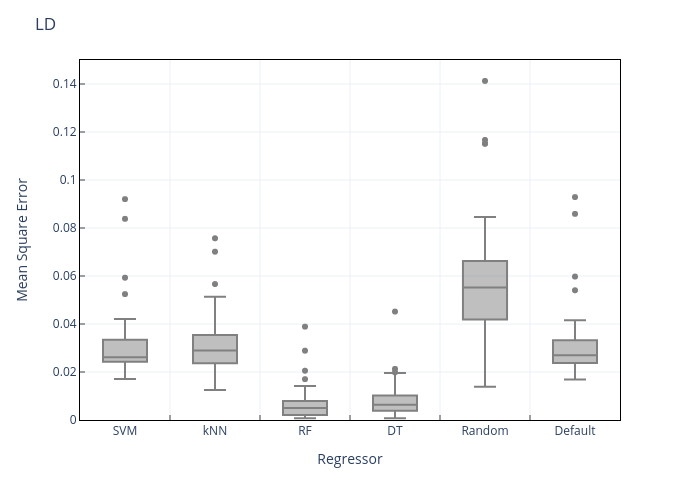 LD
0.14
0.12
0.1
0.08
0.06
0.04
0.02
0
Mean Square Error
SVM kNN RF DT Random Default
Regressor